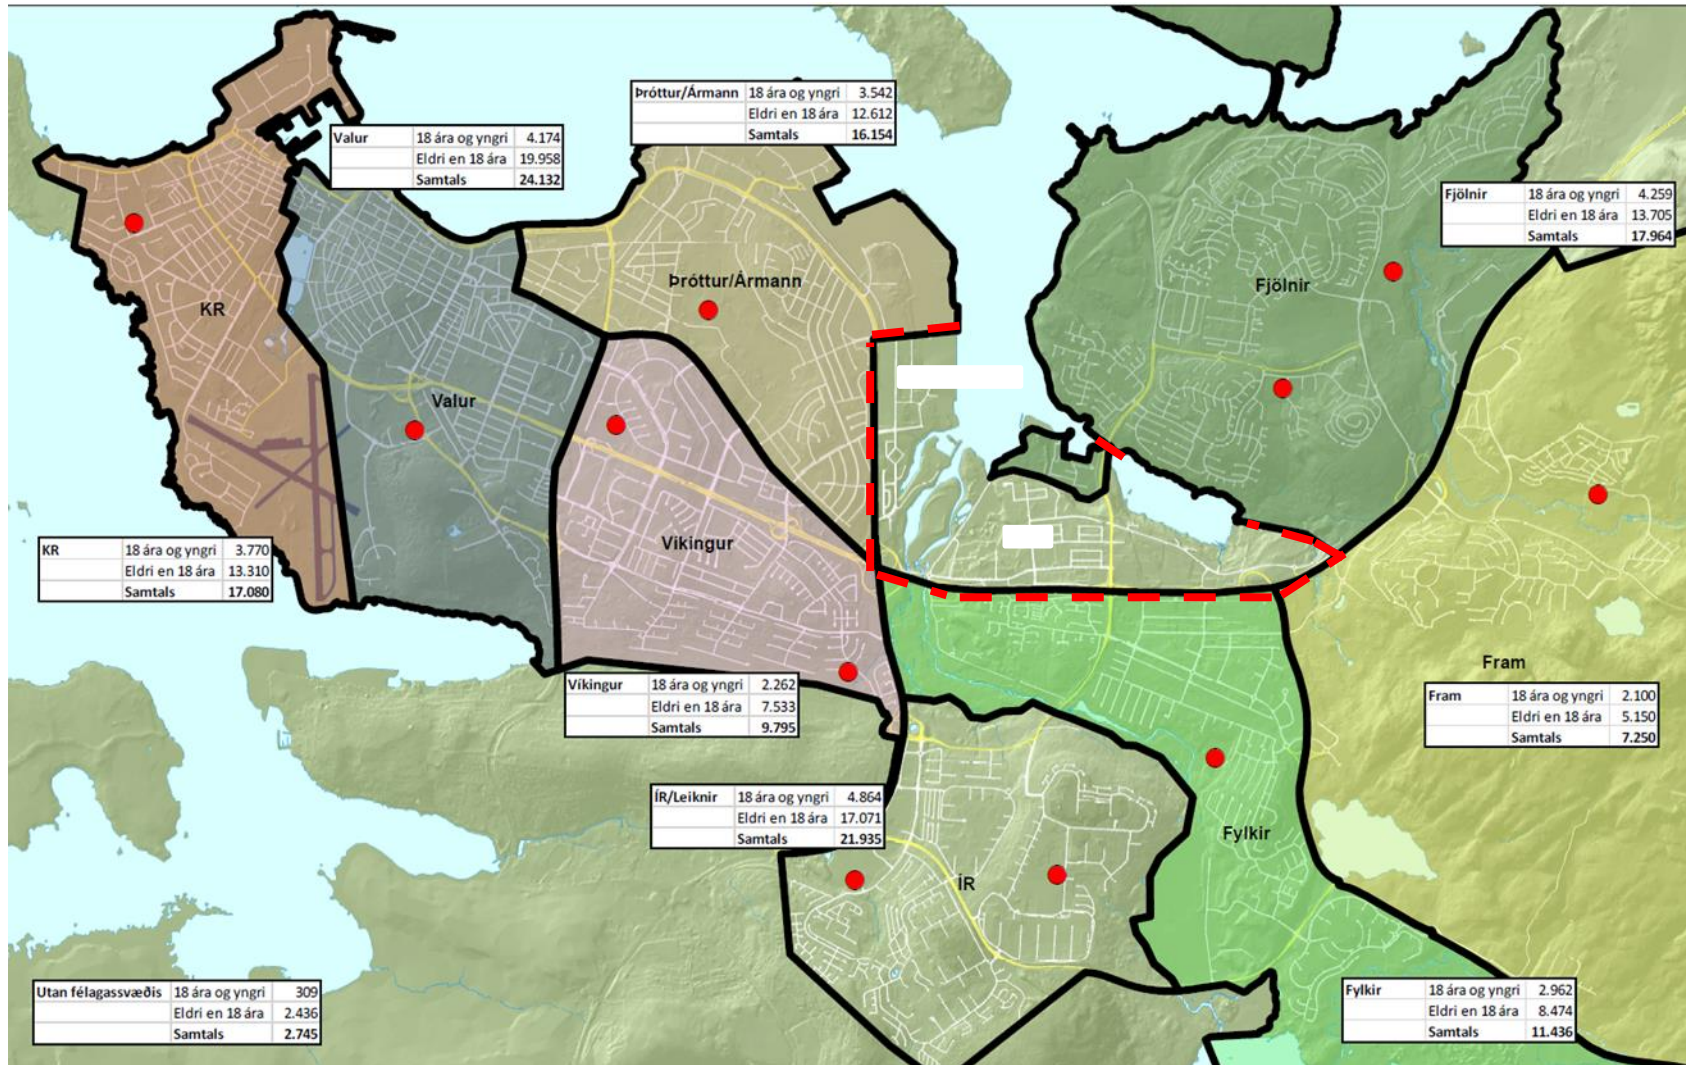 Þróttur/Ármann 18 ára og yngri 3.542
Eldri en 18 ára 12.612
Samtals 16.154
Valur 18 ára og yngri 4.174
Eldri en 18 ára 19.958
Samtals 24.132
Fjölnir 18 ára og yngri 4.259
Eldri en 18 ára 13.705
Samtals 17.964
Þróttur/Ármann
Fjölnir
KR
Valur
Víkingur
KR 18 ára og yngri 3.770
Eldri en 18 ára 13.310
Samtals 17.080
Fram
Víkingur 18 ára og yngri 2.262
Eldri en 18 ára 7.533
Samtals 9.795
Fram 18 ára og yngri 2.100
Eldri en 18 ára 5.150
Samtals 7.250
ÍR/Leiknir 18 ára og yngri 4.864
Eldri en 18 ára 17.071
Samtals 21.935
Fylkir
ÍR
Utan félagassvæðis 18 ára og yngri 309
Eldri en 18 ára 2.436
Samtals 2.745
Fylkir 18 ára og yngri 2.962
Eldri en 18 ára 8.474
Samtals 11.436